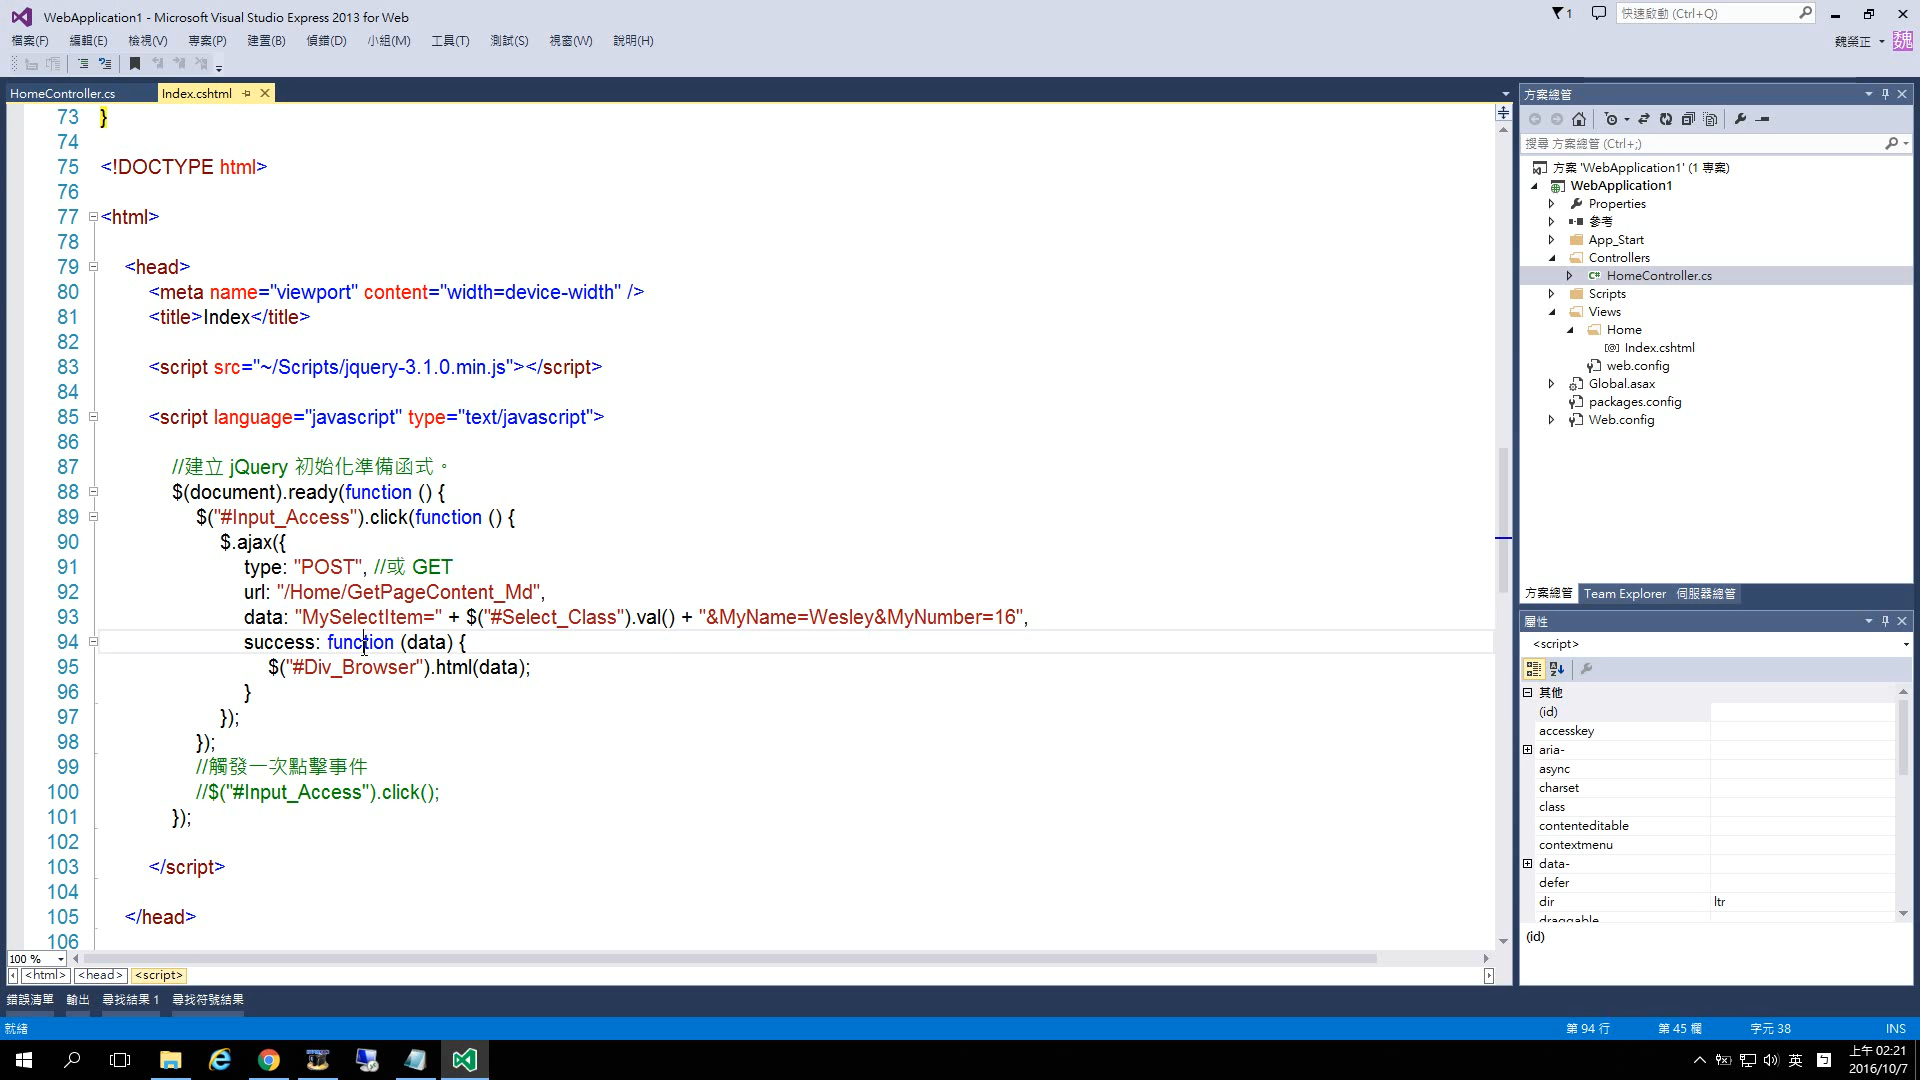 WebApplication1 - Microsoft Visual Studio Express 2013 for Web
1
快速啟動 (Ctrl+Q)
檔案(F) 編輯(E) 檢視(V) 專案(P) 建置(B) 偵錯(D) 小組(M) 工具(T) 測試(S) 視窗(W) 說明(H)
魏榮正 魏
HomeController.cs Index.cshtml
73 }
74
75 <!DOCTYPE html>
76
77 <html>
78
79 <head>
80 <meta name="viewport" content="width=device-width" />
81 <title>Index</title>
82
83 <script src="~/Scripts/jquery-3.1.0.min.js"></script>
84
85 <script language="javascript" type="text/javascript">
86
87 //建立 jQuery 初始化準備函式。
88 $(document).ready(function () {
89 $("#Input_Access").click(function () {
90 $.ajax({
91 type: "POST", //或 GET
92 url: "/Home/GetPageContent_Md",
93 data: "MySelectItem=" + $("#Select_Class").val() + "&MyName=Wesley&MyNumber=16",
94 success: function (data) {
95 $("#Div_Browser").html(data);
96 }
97 });
98 });
99 //觸發一次點擊事件
100 //$("#Input_Access").click();
101 });
102
103 </script>
104
105 </head>
106
100 %
<html> <head> <script>
錯誤清單 輸出 尋找結果 1 尋找符號結果
方案總管
搜尋 方案總管 (Ctrl+;)
方案 'WebApplication1' (1 專案)
WebApplication1
Properties
參考
App_Start
Controllers
C# HomeController.cs
Scripts
Views
Home
[@] Index.cshtml
web.config
Global.asax
packages.config
Web.config
方案總管 Team Explorer 伺服器總管
屬性
<script>
其他
(id)
accesskey
aria-
async
charset
class
contenteditable
contextmenu
data-
defer
dir ltr
draggable
(id)
就緒 第 94 行 第 45 欄 字元 38 INS
英
上午 02:21
2016/10/7